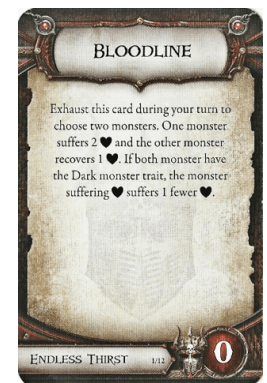 BLOODLINE
Exhaust this card during your turn to
choose two monsters. One monster
suffers 2 ♥ and the other monster
recovers 1 ♥. If both monster have
the Dark monster trait, the monster
suffering ♥ suffers 1 fewer ♥.
ENDLESS THIRST 1/12 0